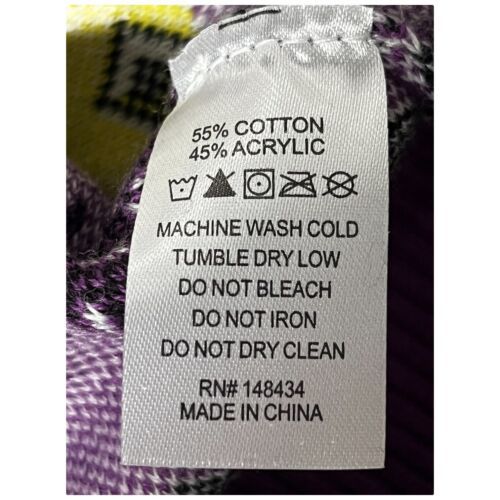 55% COTTON
45% ACRYLIC
MACHINE WASH COLD
TUMBLE DRY LOW
DO NOT BLEACH
DO NOT IRON
DO NOT DRY CLEAN
RN# 148434
MADE IN CHINA